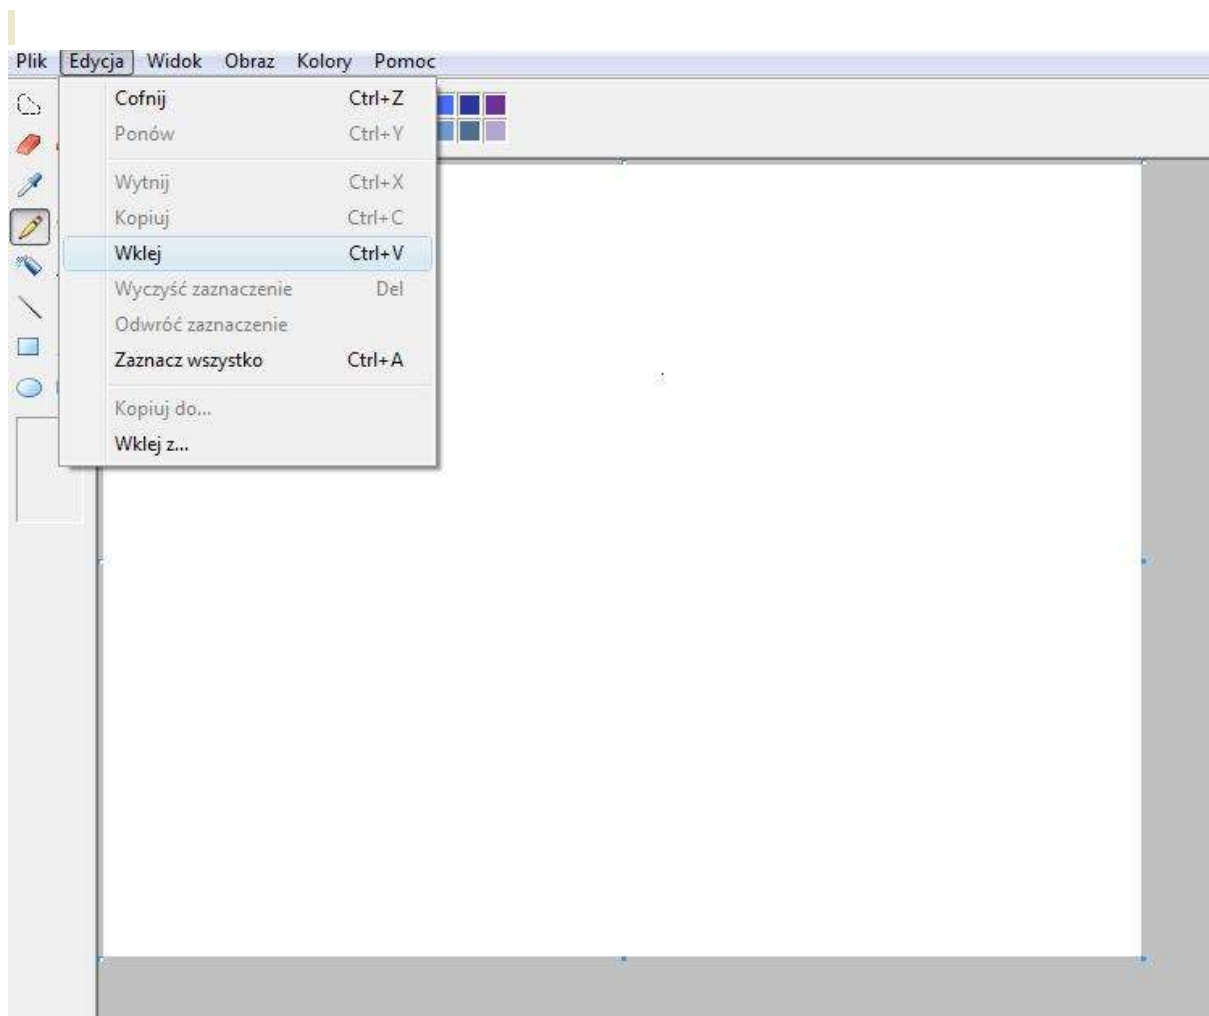 Plik Edycja Widok Obraz Kolory Pomoc
Cofnij Ctrl+Z
Ponów Ctrl+Y
Wytnij Ctrl+X
Kopiuj Ctrl+C
Wklej Ctrl+V
Wyczyść zaznaczenie Del
Odwróć zaznaczenie
Zaznacz wszystko Ctrl+A
Kopiuj do...
Wklej z...